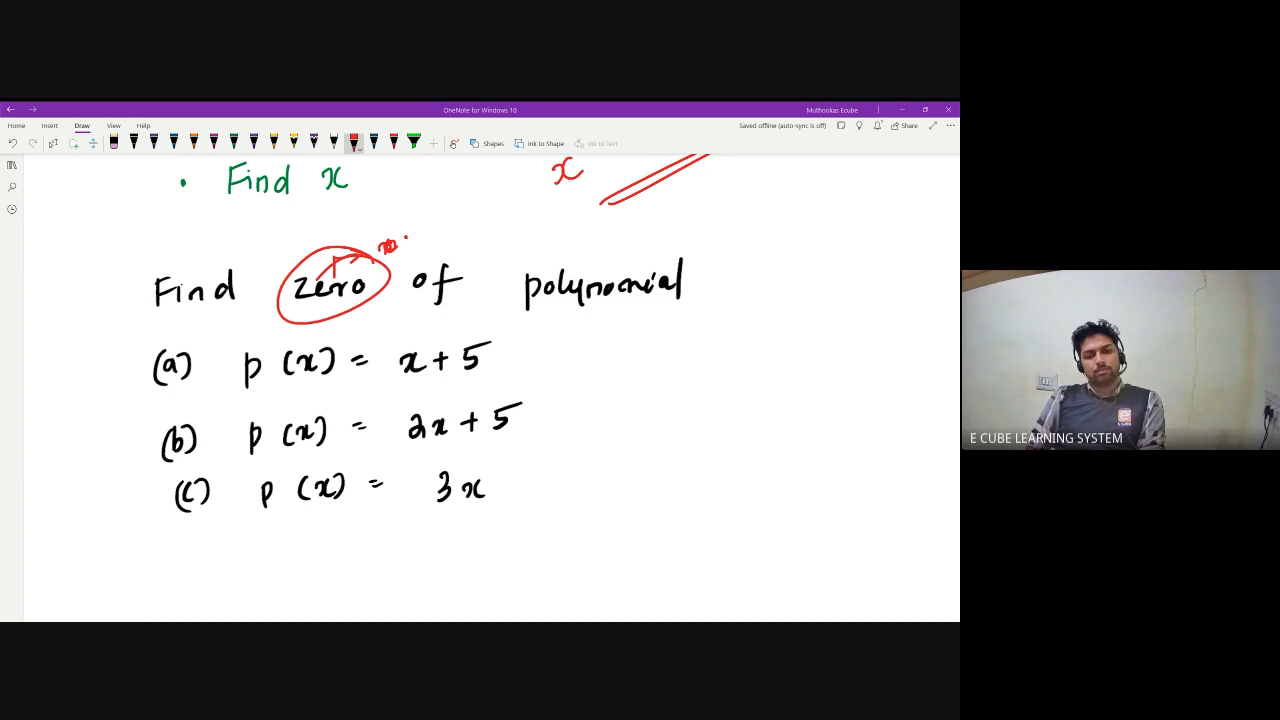 OneNote for Windows 10
Muthookas Ecube
Home Insert Draw View Help
Saved offline (auto-sync is off)
Share
Shapes
Ink to Shape
Ink to Text
• Find x
x
Find zero of polynomial
(a) p (x) = x + 5
(b) p (x) = 2x + 5
(c) p (x) = 3x
E CUBE LEARNING SYSTEM